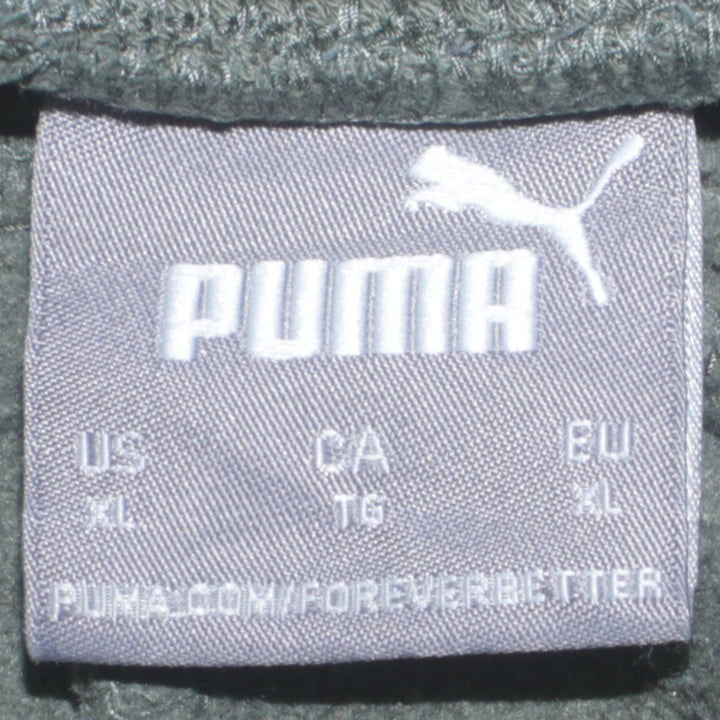 PUMA
US CA EU
XL TG XL
PUMA.COM/FOREVERBETTER